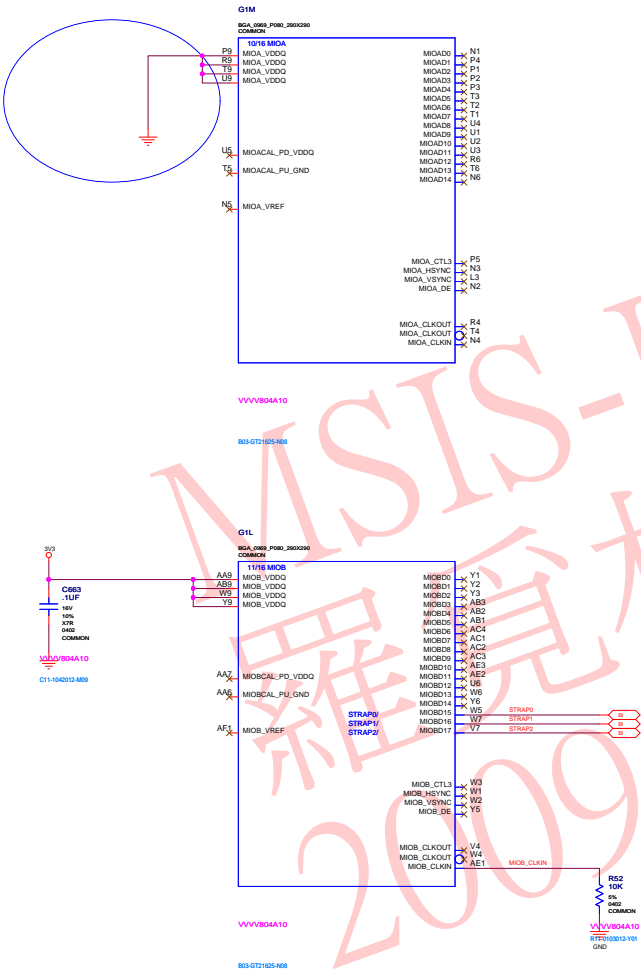 G1M
BGA_0969_P080_290X290
COMMON
10/16 MIOA
P9 MIOA_VDDQ
R9 MIOA_VDDQ
T9 MIOA_VDDQ
U9 MIOA_VDDQ
U5 MIOACAL_PD_VDDQ
T5 MIOACAL_PU_GND
N5 MIOA_VREF
MIOAD0 N1
MIOAD1 P4
MIOAD2 P1
MIOAD3 P2
MIOAD4 P3
MIOAD5 T3
MIOAD6 T2
MIOAD7 T1
MIOAD8 U4
MIOAD9 U1
MIOAD10 U2
MIOAD11 U3
MIOAD12 R6
MIOAD13 T6
MIOAD14 N6
MIOA_CTL3 P5
MIOA_HSYNC N3
MIOA_VSYNC L3
MIOA_DE N2
MIOA_CLKOUT R4
MIOA_CLKOUT T4
MIOA_CLKIN N4
VVVV804A10
B03-GT21625-N08
MSIS-
羅覓
2009
G1L
BGA_0969_P080_290X290
COMMON
11/16 MIOB
3V3
C663
.1UF
16V
10%
X7R
0402
COMMON
VVVV804A10
C11-1042012-M09
AA9 MIOB_VDDQ
AB9 MIOB_VDDQ
W9 MIOB_VDDQ
Y9 MIOB_VDDQ
AA7 MIOBCAL_PD_VDDQ
AA6 MIOBCAL_PU_GND
AF1 MIOB_VREF
MIOBD0 Y1
MIOBD1 Y2
MIOBD2 Y3
MIOBD3 AB3
MIOBD4 AB2
MIOBD5 AB1
MIOBD6 AC4
MIOBD7 AC1
MIOBD8 AC2
MIOBD9 AC3
MIOBD10 AE3
MIOBD11 AE2
MIOBD12 U6
MIOBD13 W6
MIOBD14 Y6
STRAP0/ MIOBD15 W5 STRAP0 BI
STRAP1/ MIOBD16 W7 STRAP1 BI
STRAP2/ MIOBD17 V7 STRAP2 BI
MIOB_CTL3 W3
MIOB_HSYNC W1
MIOB_VSYNC W2
MIOB_DE Y5
MIOB_CLKOUT V4
MIOB_CLKOUT W4
MIOB_CLKIN AE1 MIOB_CLKIN
R52
10K
5%
0402
COMMON
VVVV804A10
R11-0103012-Y01
GND
VVVV804A10
B03-GT21625-N08